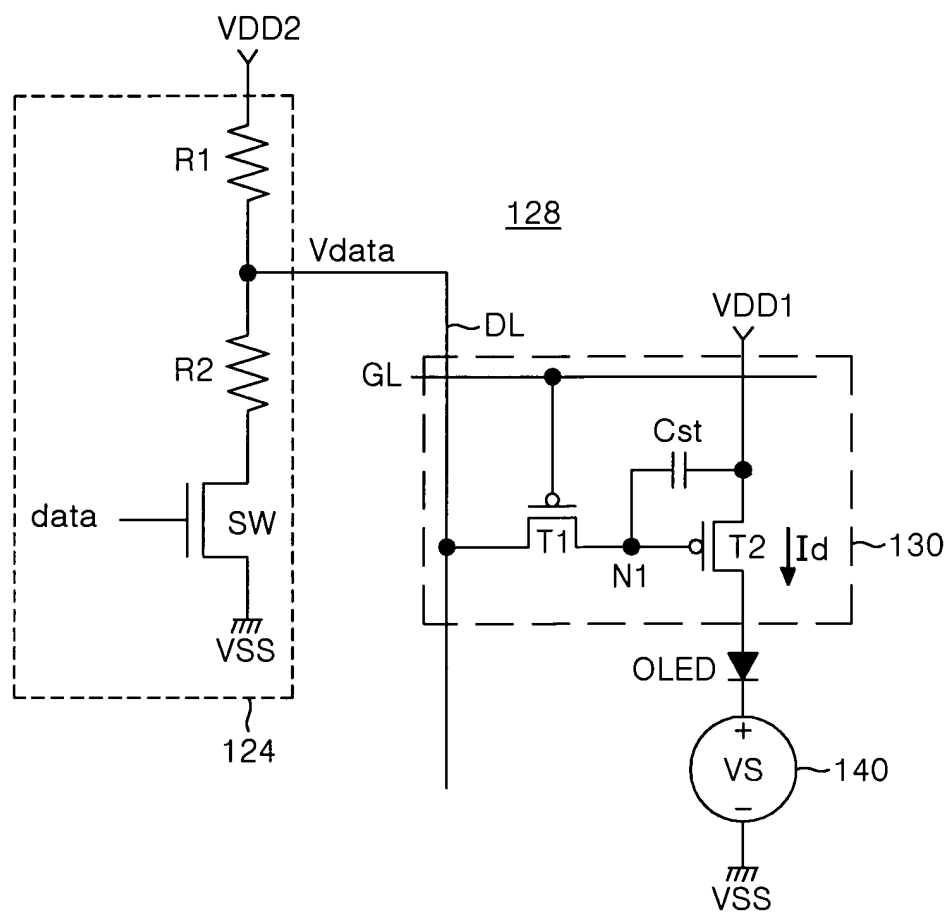 VDD2
R1
128
Vdata
VDD1
DL
R2
GL
Cst
data
SW
T1
T2
Id
130
N1
VSS
OLED
124
+
VS
140
−
VSS